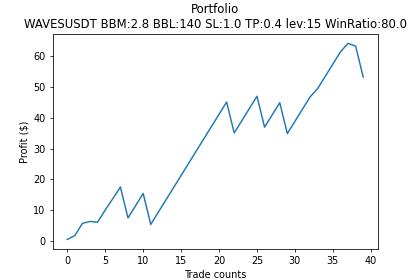 Portfolio
WAVESUSDT BBM:2.8 BBL:140 SL:1.0 TP:0.4 lev:15 WinRatio:80.0
60
50
40
30
20
10
0
Profit ($)
0 5 10 15 20 25 30 35 40
Trade counts